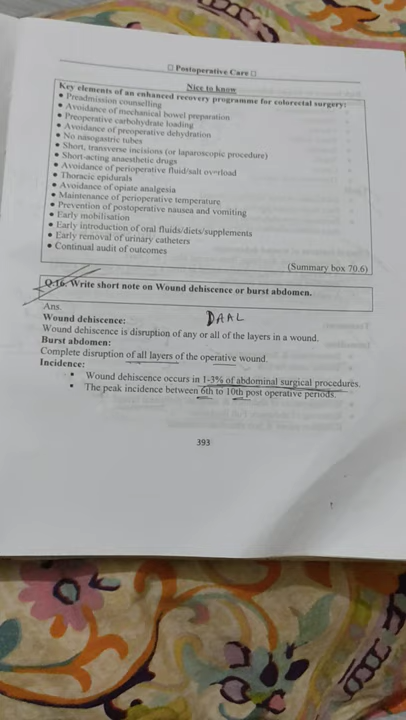 □ Postoperative Care □
Nice to know
Key elements of an enhanced recovery programme for colorectal surgery:
• Preadmission counselling
• Avoidance of mechanical bowel preparation
• Preoperative carbohydrate loading
• Avoidance of preoperative dehydration
• No nasogastric tubes
• Short, transverse incisions (or laparoscopic procedure)
• Short-acting anaesthetic drugs
• Avoidance of perioperative fluid/salt overload
• Thoracic epidurals
• Avoidance of opiate analgesia
• Maintenance of perioperative temperature
• Prevention of postoperative nausea and vomiting
• Early mobilisation
• Early introduction of oral fluids/diets/supplements
• Early removal of urinary catheters
• Continual audit of outcomes
(Summary box 70.6)
Q.16. Write short note on Wound dehiscence or burst abdomen.
Ans.
Wound dehiscence: DAAL
Wound dehiscence is disruption of any or all of the layers in a wound.
Burst abdomen:
Complete disruption of all layers of the operative wound.
Incidence:
• Wound dehiscence occurs in 1-3% of abdominal surgical procedures.
• The peak incidence between 6th to 10th post operative periods.
393